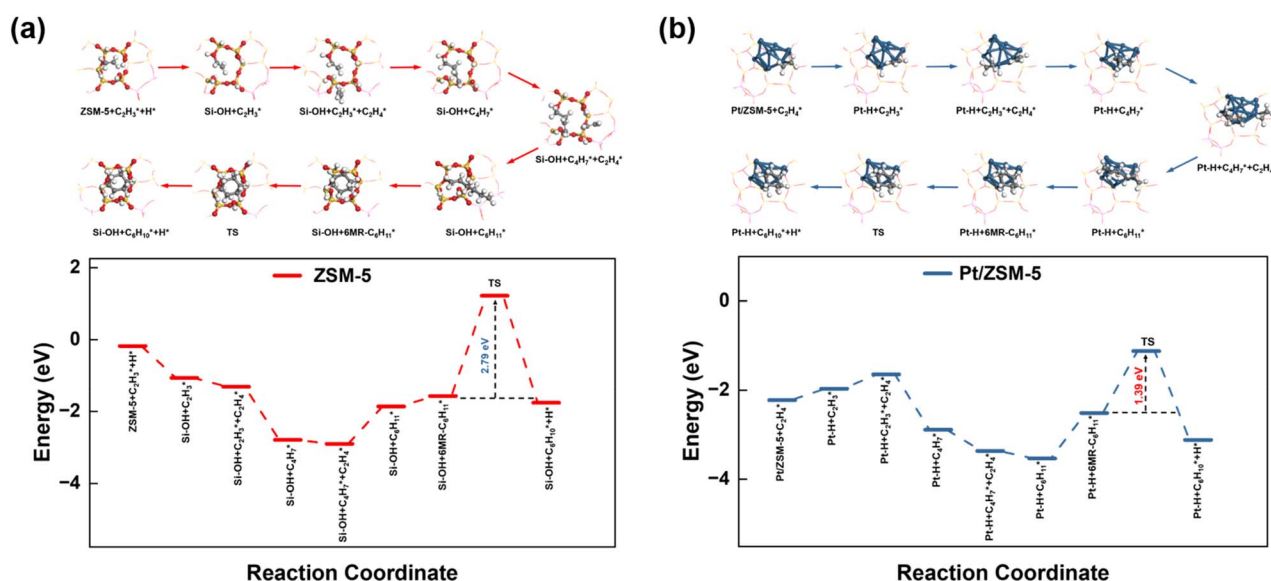 (a)
ZSM-5+C₂H₃*+H*
Si-OH+C₂H₃*
Si-OH+C₂H₃*+C₂H₄*
Si-OH+C₄H₇*
Si-OH+C₄H₇*+C₂H₄*
Si-OH+C₆H₁₀*+H*
TS
Si-OH+6MR-C₆H₁₁*
Si-OH+C₆H₁₁*
2
0
−2
−4
Energy (eV)
ZSM-5
TS
2.79 eV
ZSM-5+C₂H₃*+H*
Si-OH+C₂H₃*
Si-OH+C₂H₃*+C₂H₄*
Si-OH+C₄H₇*
Si-OH+C₄H₇*+C₂H₄*
Si-OH+C₆H₁₁*
Si-OH+6MR-C₆H₁₁*
Si-OH+C₆H₁₀*+H*
Reaction Coordinate
(b)
Pt/ZSM-5+C₂H₄*
Pt-H+C₂H₃*
Pt-H+C₂H₃*+C₂H₄*
Pt-H+C₄H₇*
Pt-H+C₄H₇*+C₂H
Pt-H+C₆H₁₀*+H*
TS
Pt-H+6MR-C₆H₁₁*
Pt-H+C₆H₁₁*
0
−2
−4
Energy (eV)
Pt/ZSM-5
TS
1.39 eV
Pt/ZSM-5+C₂H₄*
Pt-H+C₂H₃*
Pt-H+C₂H₃*+C₂H₄*
Pt-H+C₄H₇*
Pt-H+C₄H₇*+C₂H₄*
Pt-H+C₆H₁₁*
Pt-H+6MR-C₆H₁₁*
Pt-H+C₆H₁₀*+H*
Reaction Coordinate